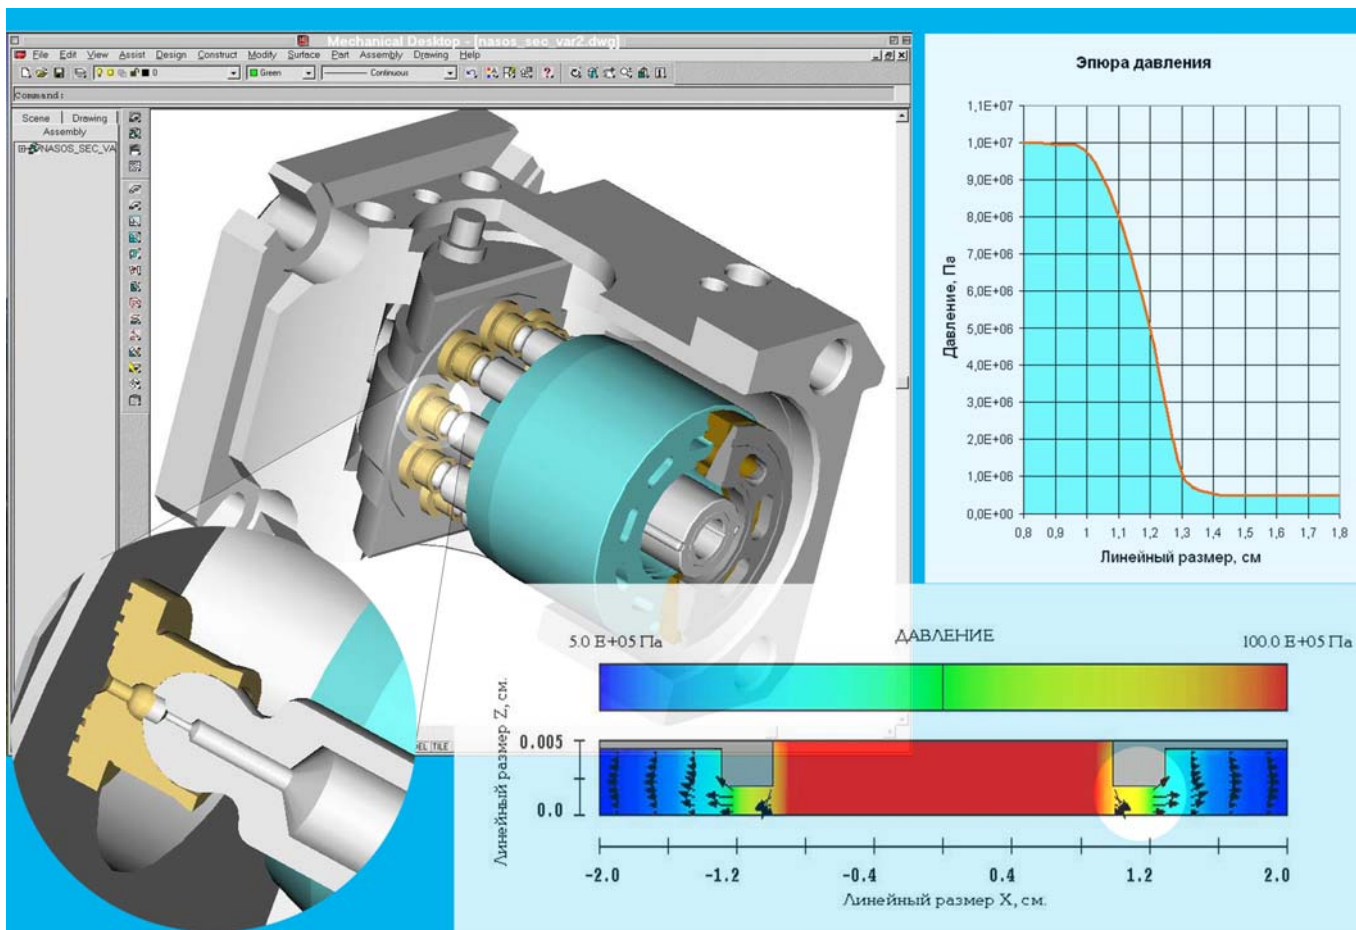 Mechanical Desktop - [nasos_sec_var2.dwg]
File Edit View Assist Design Construct Modify Surface Part Assembly Drawing Help
0 Green Continuous
Command:
Scene Drawing
Assembly
NASOS_SEC_VA
TILE
Эпюра давления
Давление, Па
1,1E+07
1,0E+07
9,0E+06
8,0E+06
7,0E+06
6,0E+06
5,0E+06
4,0E+06
3,0E+06
2,0E+06
1,0E+06
0,0E+00
0,8 0,9 1 1,1 1,2 1,3 1,4 1,5 1,6 1,7 1,8
Линейный размер, см
5.0 E+05 Па ДАВЛЕНИЕ 100.0 E+05 Па
Линейный размер Z, см.
0.005
0.0
-2.0 -1.2 -0.4 0.4 1.2 2.0
Линейный размер X, см.